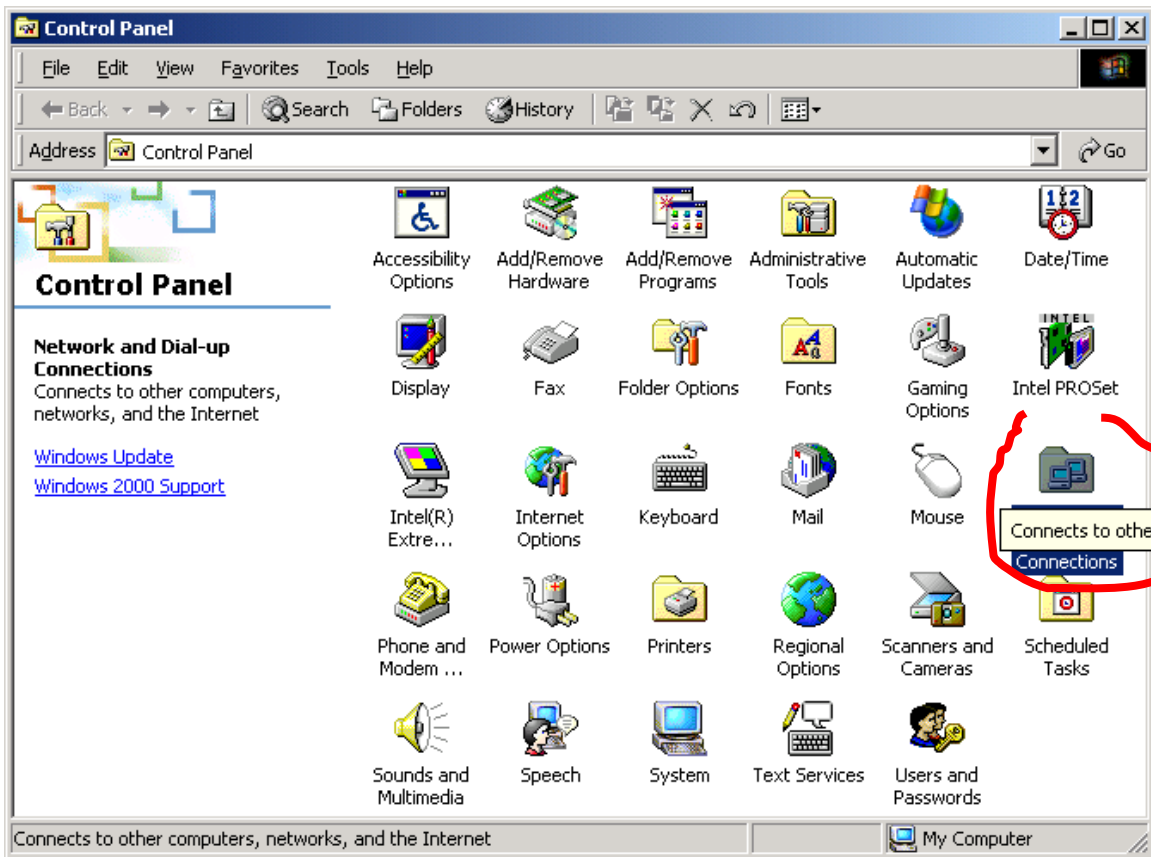 Control Panel
File Edit View Favorites Tools Help
Back Search Folders History
Address Control Panel Go
Control Panel
Network and Dial-up
Connections
Connects to other computers,
networks, and the Internet
Windows Update
Windows 2000 Support
Accessibility Options
Add/Remove Hardware
Add/Remove Programs
Administrative Tools
Automatic Updates
12
Date/Time
Display
Fax
Folder Options
Fonts
Gaming Options
INTEL
Intel PROSet
Intel(R) Extre...
Internet Options
Keyboard
Mail
Mouse
Connects to othe
Connections
Phone and Modem ...
Power Options
Printers
Regional Options
Scanners and Cameras
Scheduled Tasks
Sounds and Multimedia
Speech
System
Text Services
Users and Passwords
Connects to other computers, networks, and the Internet
My Computer